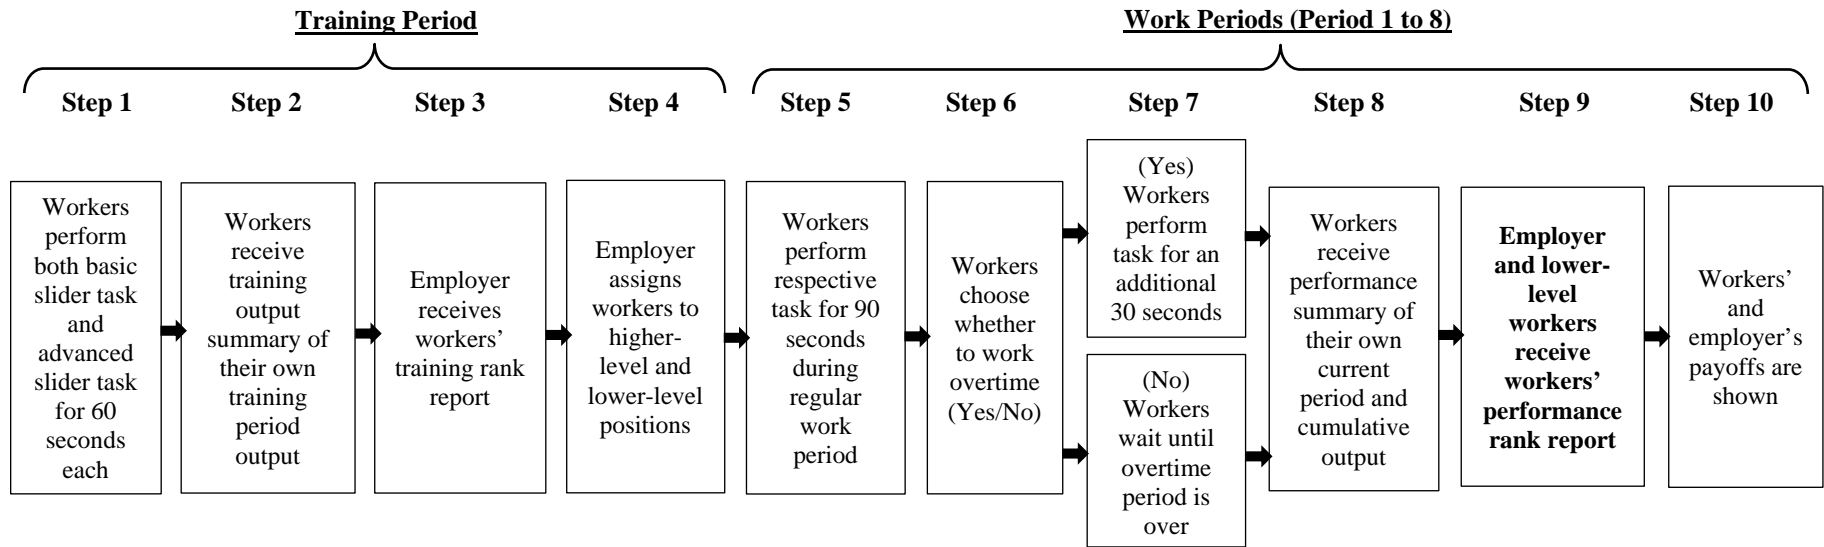 Training Period
Work Periods (Period 1 to 8)
Step 1
Step 2
Step 3
Step 4
Step 5
Step 6
Step 7
Step 8
Step 9
Step 10
Workers
perform
both basic
slider task
and
advanced
slider task
for 60
seconds
each
Workers
receive
training
output
summary of
their own
training
period
output
Employer
receives
workers’
training rank
report
Employer
assigns
workers to
higher-
level and
lower-level
positions
Workers
perform
respective
task for 90
seconds
during
regular
work
period
Workers
choose
whether
to work
overtime
(Yes/No)
(Yes)
Workers
perform
task for an
additional
30 seconds
(No)
Workers
wait until
overtime
period is
over
Workers
receive
performance
summary of
their own
current
period and
cumulative
output
Employer
and lower-
level
workers
receive
workers’
performance
rank report
Workers’
and
employer’s
payoffs are
shown